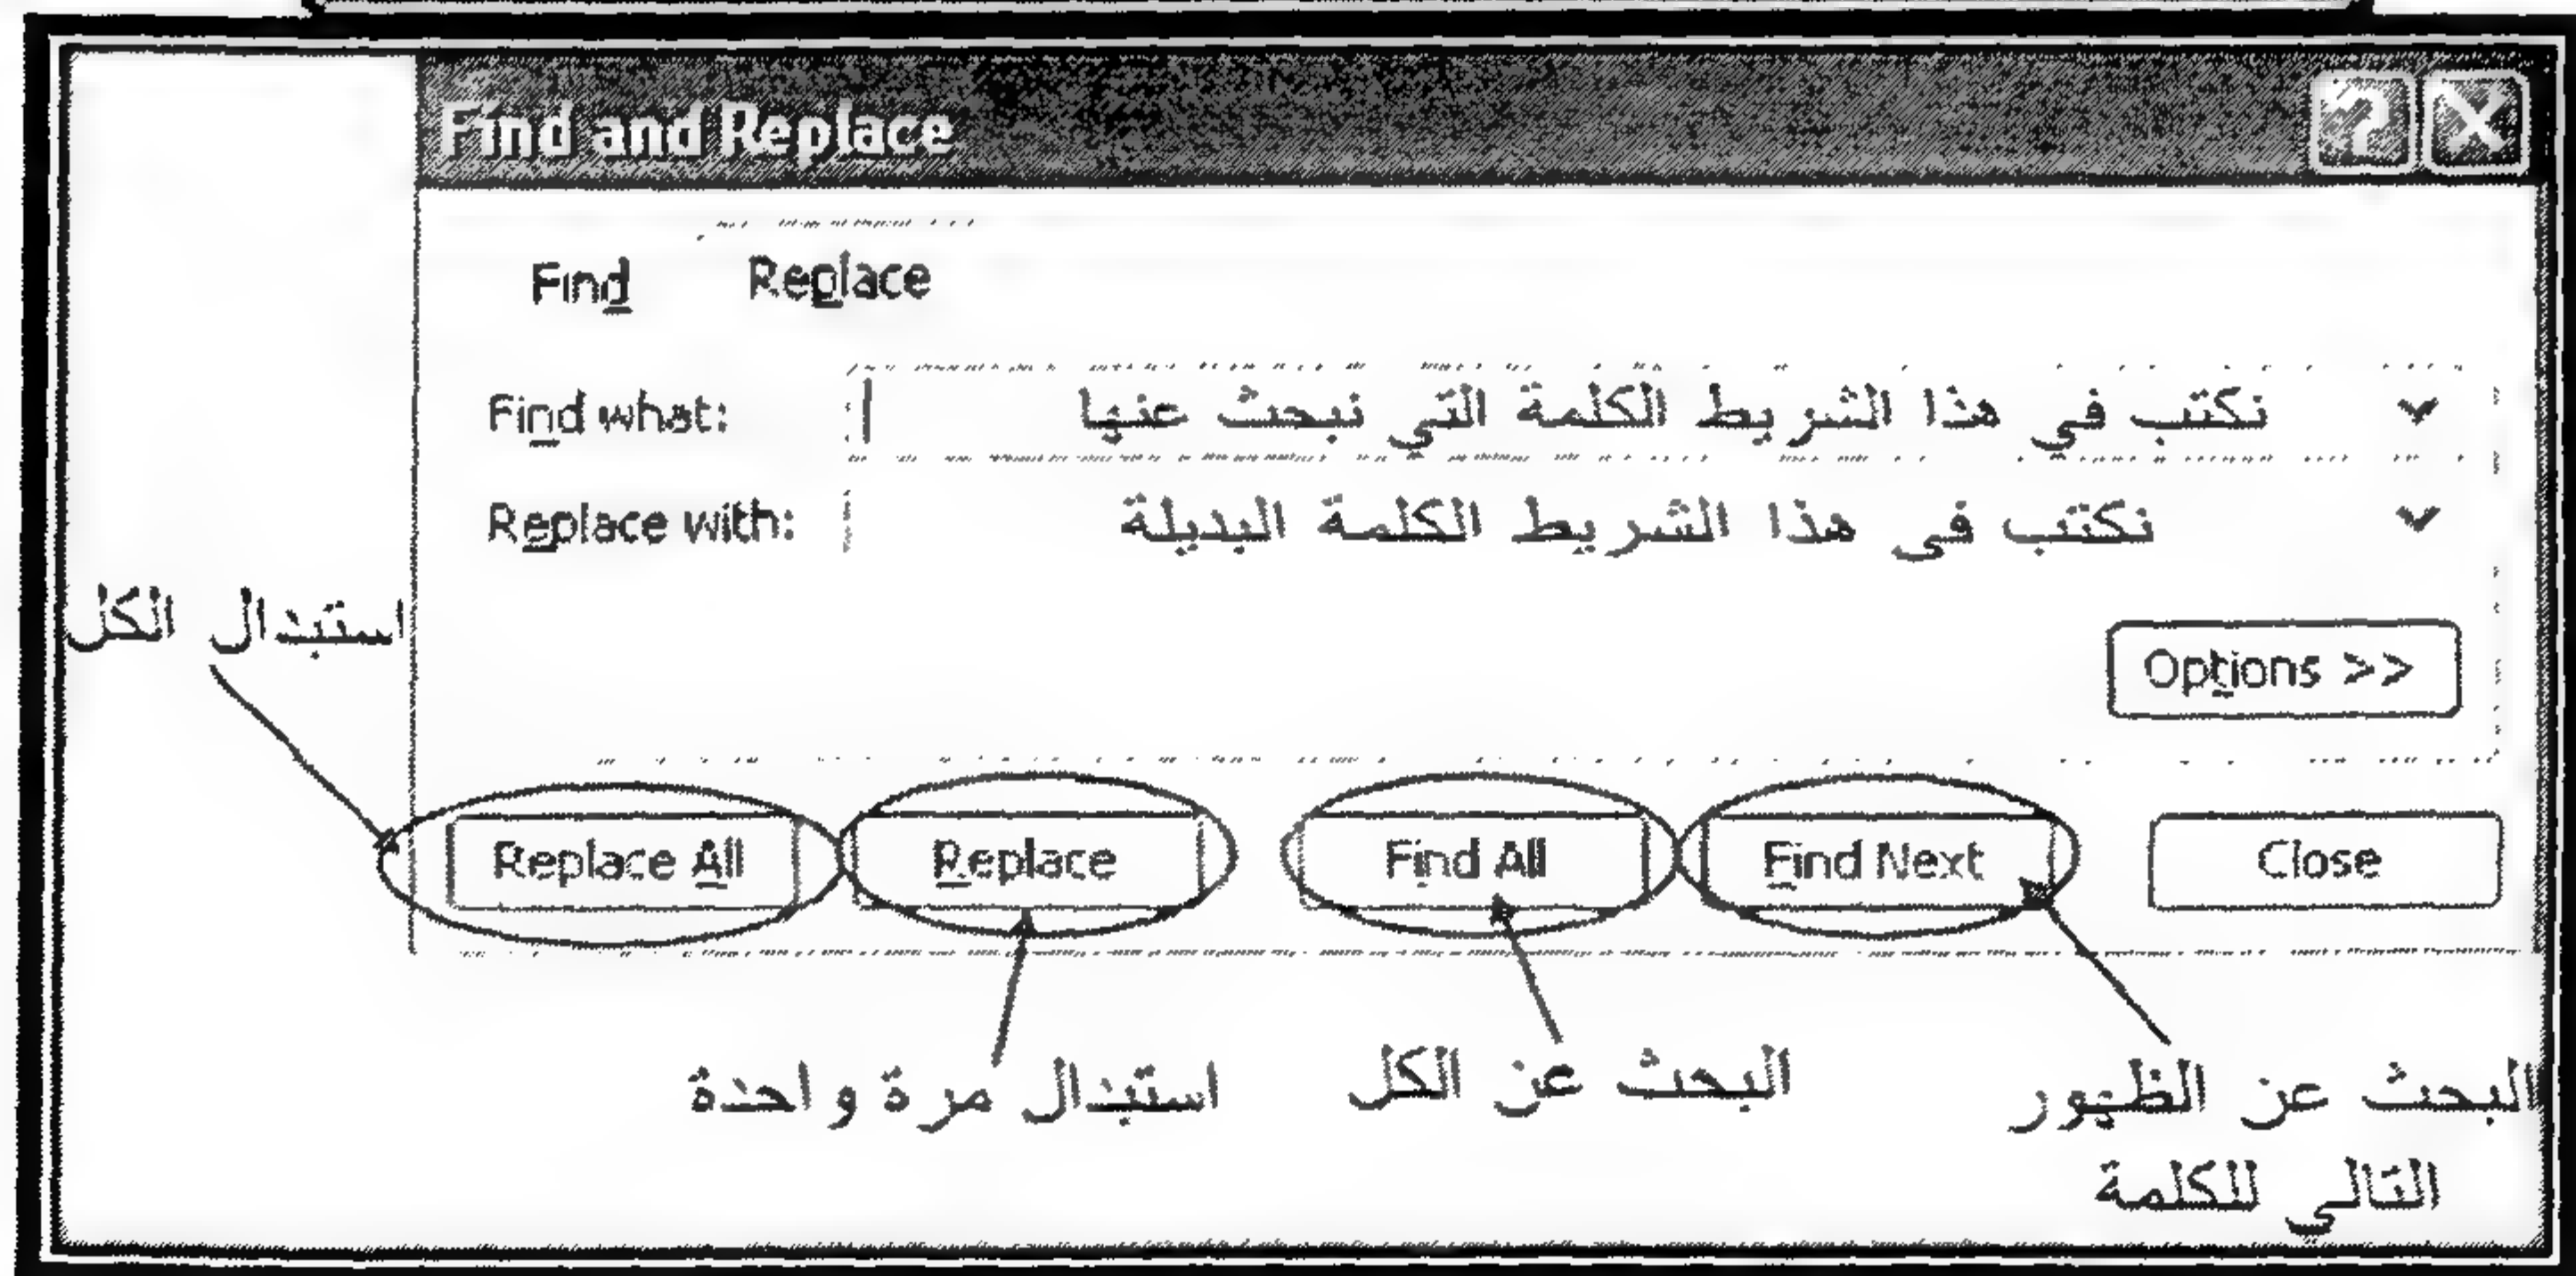 Find and Replace
Find Replace
Find what: نكتب فى هذا الشريط الكلمة التي نبحث عنها
Replace with: نكتب فى هذا الشريط الكلمة البديلة
استبدال الكل
Options >>
Replace All Replace Find All Find Next Close
استبدال مرة واحدة
البحث عن الكل
البحث عن الظهور
التالي للكلمة